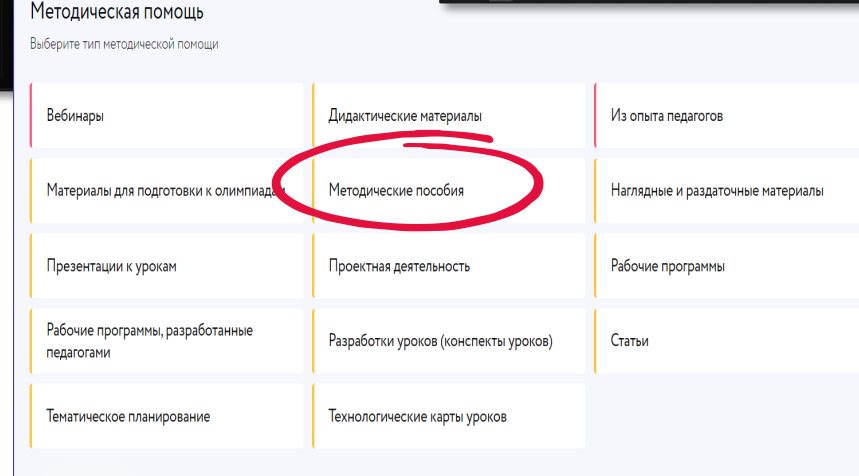 Методическая помощь
Выберите тип методической помощи
Вебинары
Дидактические материалы
Из опыта педагогов
Материалы для подготовки к олимпиадам
Методические пособия
Наглядные и раздаточные материалы
Презентации к урокам
Проектная деятельность
Рабочие программы
Рабочие программы, разработанные
педагогами
Разработки уроков (конспекты уроков)
Статьи
Тематическое планирование
Технологические карты уроков